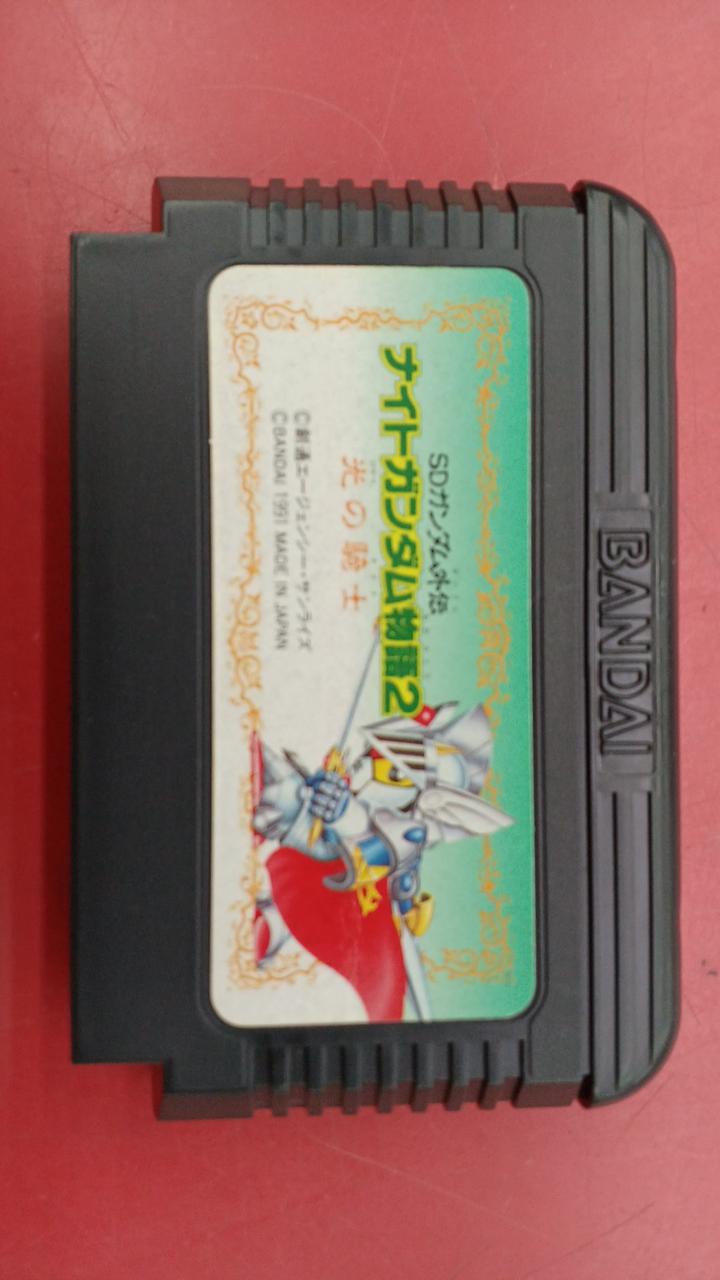 BANDAI
SDガンダム外伝
ナイトガンダム物語2
光の騎士
©創通エージェンシー・サンライズ
©BANDAI 1991 MADE IN JAPAN